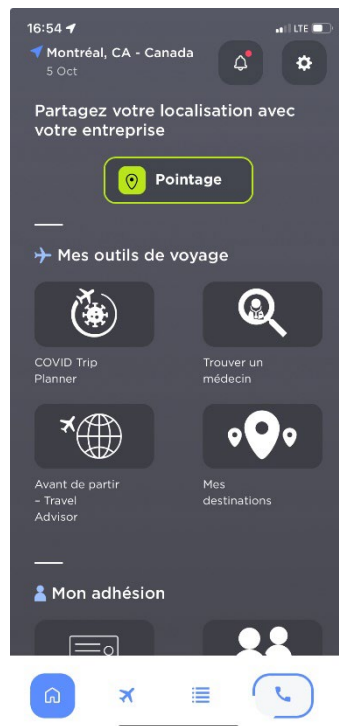 16:54
LTE
Montréal, CA - Canada
5 Oct
Partagez votre localisation avec
votre entreprise
Pointage
Mes outils de voyage
COVID Trip
Planner
Trouver un
médecin
Avant de partir
– Travel
Advisor
Mes
destinations
Mon adhésion